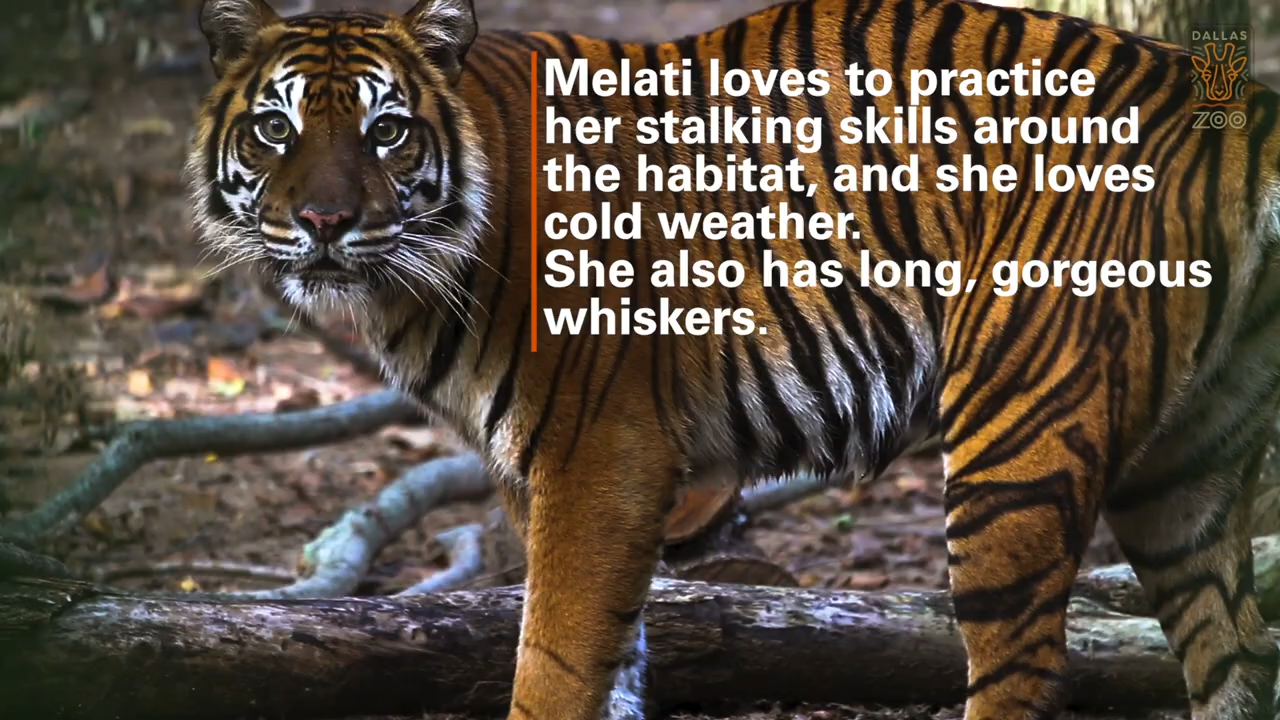 DALLAS
ZOO
Melati loves to practice
her stalking skills around
the habitat, and she loves
cold weather.
She also has long, gorgeous
whiskers.